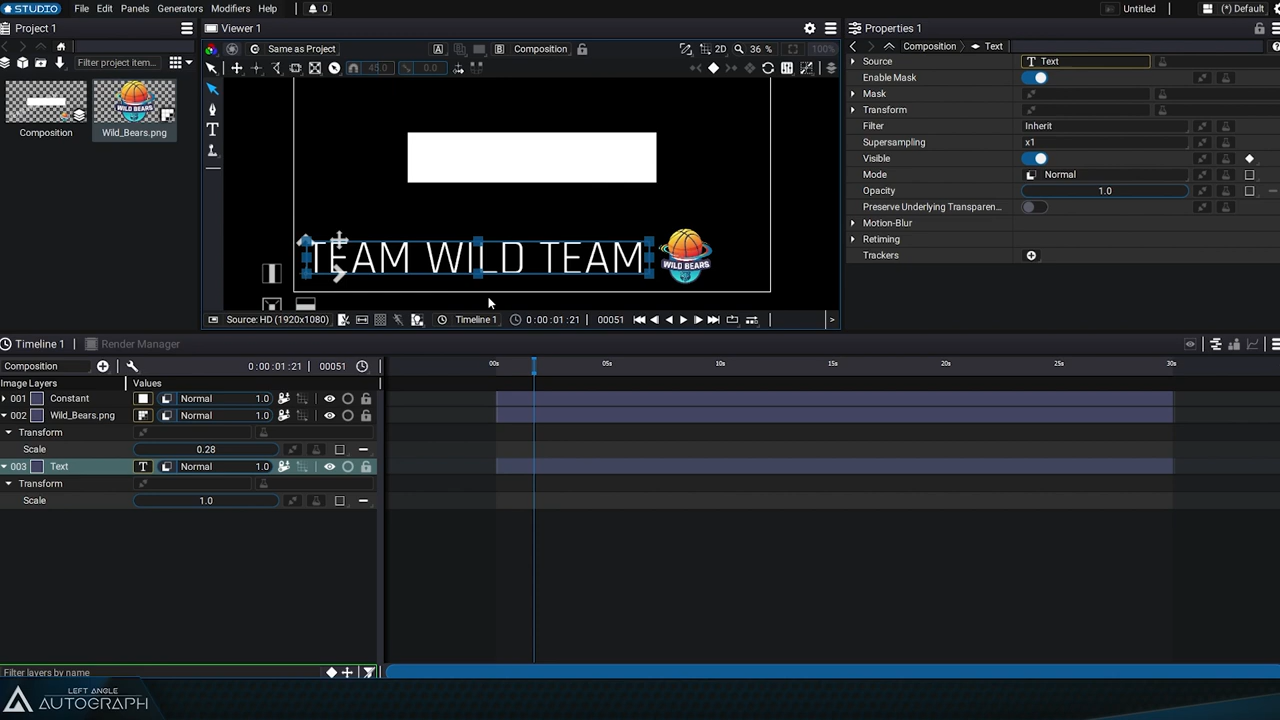 STUDIO File Edit Panels Generators Modifiers Help 0 Untitled (*) Default
Project 1 Viewer 1 Properties 1
Same as Project A B Composition 2D 36 % 100% Composition Text
Filter project item... 45.0 0.0
Composition Wild_Bears.png
Source Text
Enable Mask
Mask
Transform
Filter Inherit
Supersampling x1
Visible
Mode Normal
Opacity 1.0
Preserve Underlying Transparen...
Motion-Blur
Retiming
Trackers
TEAM WILD TEAM WILD BEARS
Source: HD (1920x1080) Timeline 1 0:00:01:21 00051
Timeline 1 Render Manager
Composition 0:00:01:21 00051 00s 05s 10s 15s 20s 25s 30s
Image Layers Values
001 Constant Normal 1.0
002 Wild_Bears.png Normal 1.0
Transform
Scale 0.28
003 Text T Normal 1.0
Transform
Scale 1.0
Filter layers by name
LEFT ANGLE
AUTOGRAPH